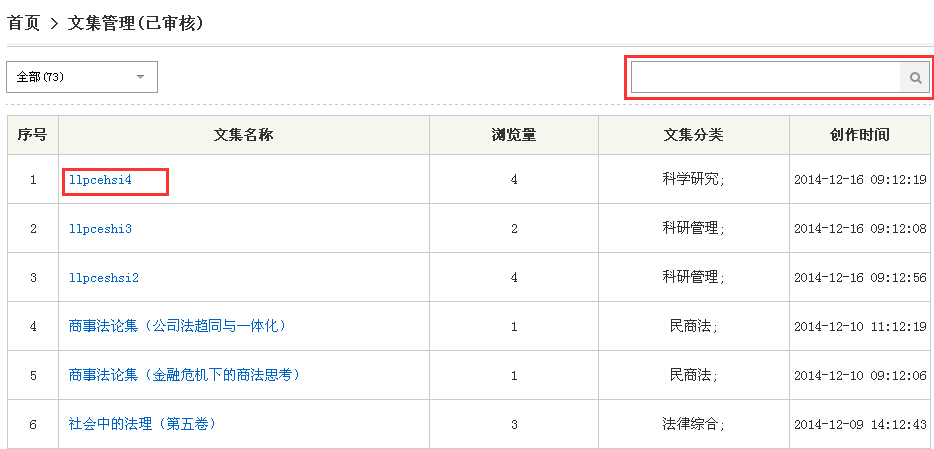 首页 > 文集管理(已审核)
全部(73)
序号 文集名称 浏览量 文集分类 创作时间
1 llpcehsi4 4 科学研究; 2014-12-16 09:12:19
2 llpceshi3 2 科研管理; 2014-12-16 09:12:08
3 llpceshsi2 4 科研管理; 2014-12-16 09:12:56
4 商事法论集（公司法趋同与一体化） 1 民商法; 2014-12-10 11:12:19
5 商事法论集（金融危机下的商法思考） 1 民商法; 2014-12-10 09:12:06
6 社会中的法理（第五卷） 3 法律综合; 2014-12-09 14:12:43